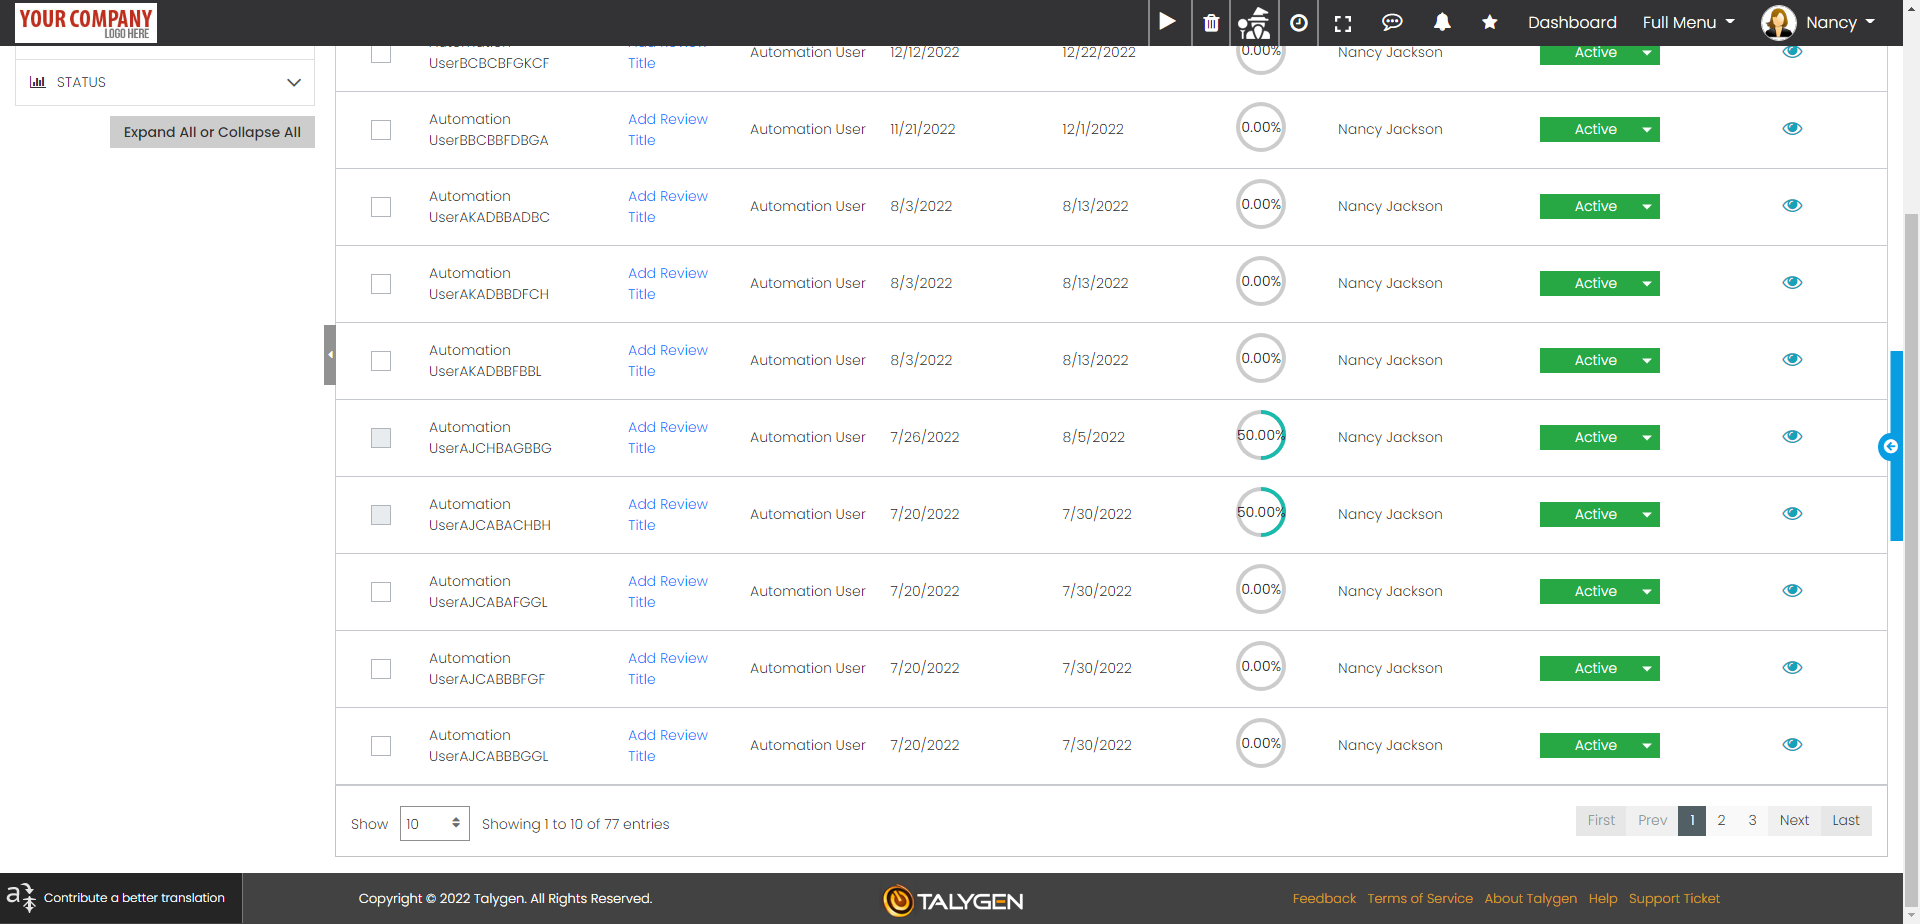 YOUR COMPANY
LOGO HERE
Dashboard
Full Menu
Nancy
STATUS
Expand All or Collapse All
Automation Add Review
UserBCBCBFGKCF Title Automation User 12/12/2022 12/22/2022 0.00% Nancy Jackson Active
Automation Add Review
UserBBCBBFDBGA Title Automation User 11/21/2022 12/1/2022 0.00% Nancy Jackson Active
Automation Add Review
UserAKADBBADBC Title Automation User 8/3/2022 8/13/2022 0.00% Nancy Jackson Active
Automation Add Review
UserAKADBBDFCH Title Automation User 8/3/2022 8/13/2022 0.00% Nancy Jackson Active
Automation Add Review
UserAKADBBFBBL Title Automation User 8/3/2022 8/13/2022 0.00% Nancy Jackson Active
Automation Add Review
UserAJCHBAGBBG Title Automation User 7/26/2022 8/5/2022 50.00% Nancy Jackson Active
Automation Add Review
UserAJCABACHBH Title Automation User 7/20/2022 7/30/2022 50.00% Nancy Jackson Active
Automation Add Review
UserAJCABAFGGL Title Automation User 7/20/2022 7/30/2022 0.00% Nancy Jackson Active
Automation Add Review
UserAJCABBBFGF Title Automation User 7/20/2022 7/30/2022 0.00% Nancy Jackson Active
Automation Add Review
UserAJCABBBGGL Title Automation User 7/20/2022 7/30/2022 0.00% Nancy Jackson Active
Show 10 Showing 1 to 10 of 77 entries
First Prev 1 2 3 Next Last
Contribute a better translation
Copyright © 2022 Talygen. All Rights Reserved.
TALYGEN
Feedback Terms of Service About Talygen Help Support Ticket